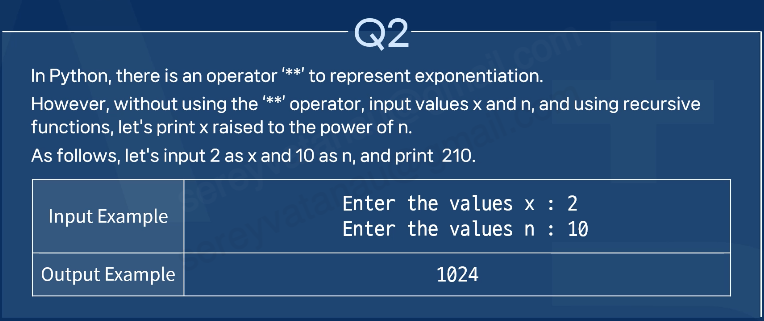 Q2
In Python, there is an operator '**' to represent exponentiation.
However, without using the '**' operator, input values x and n, and using recursive
functions, let's print x raised to the power of n.
As follows, let's input 2 as x and 10 as n, and print 210.
Input Example
Enter the values x : 2
Enter the values n : 10
Output Example
1024